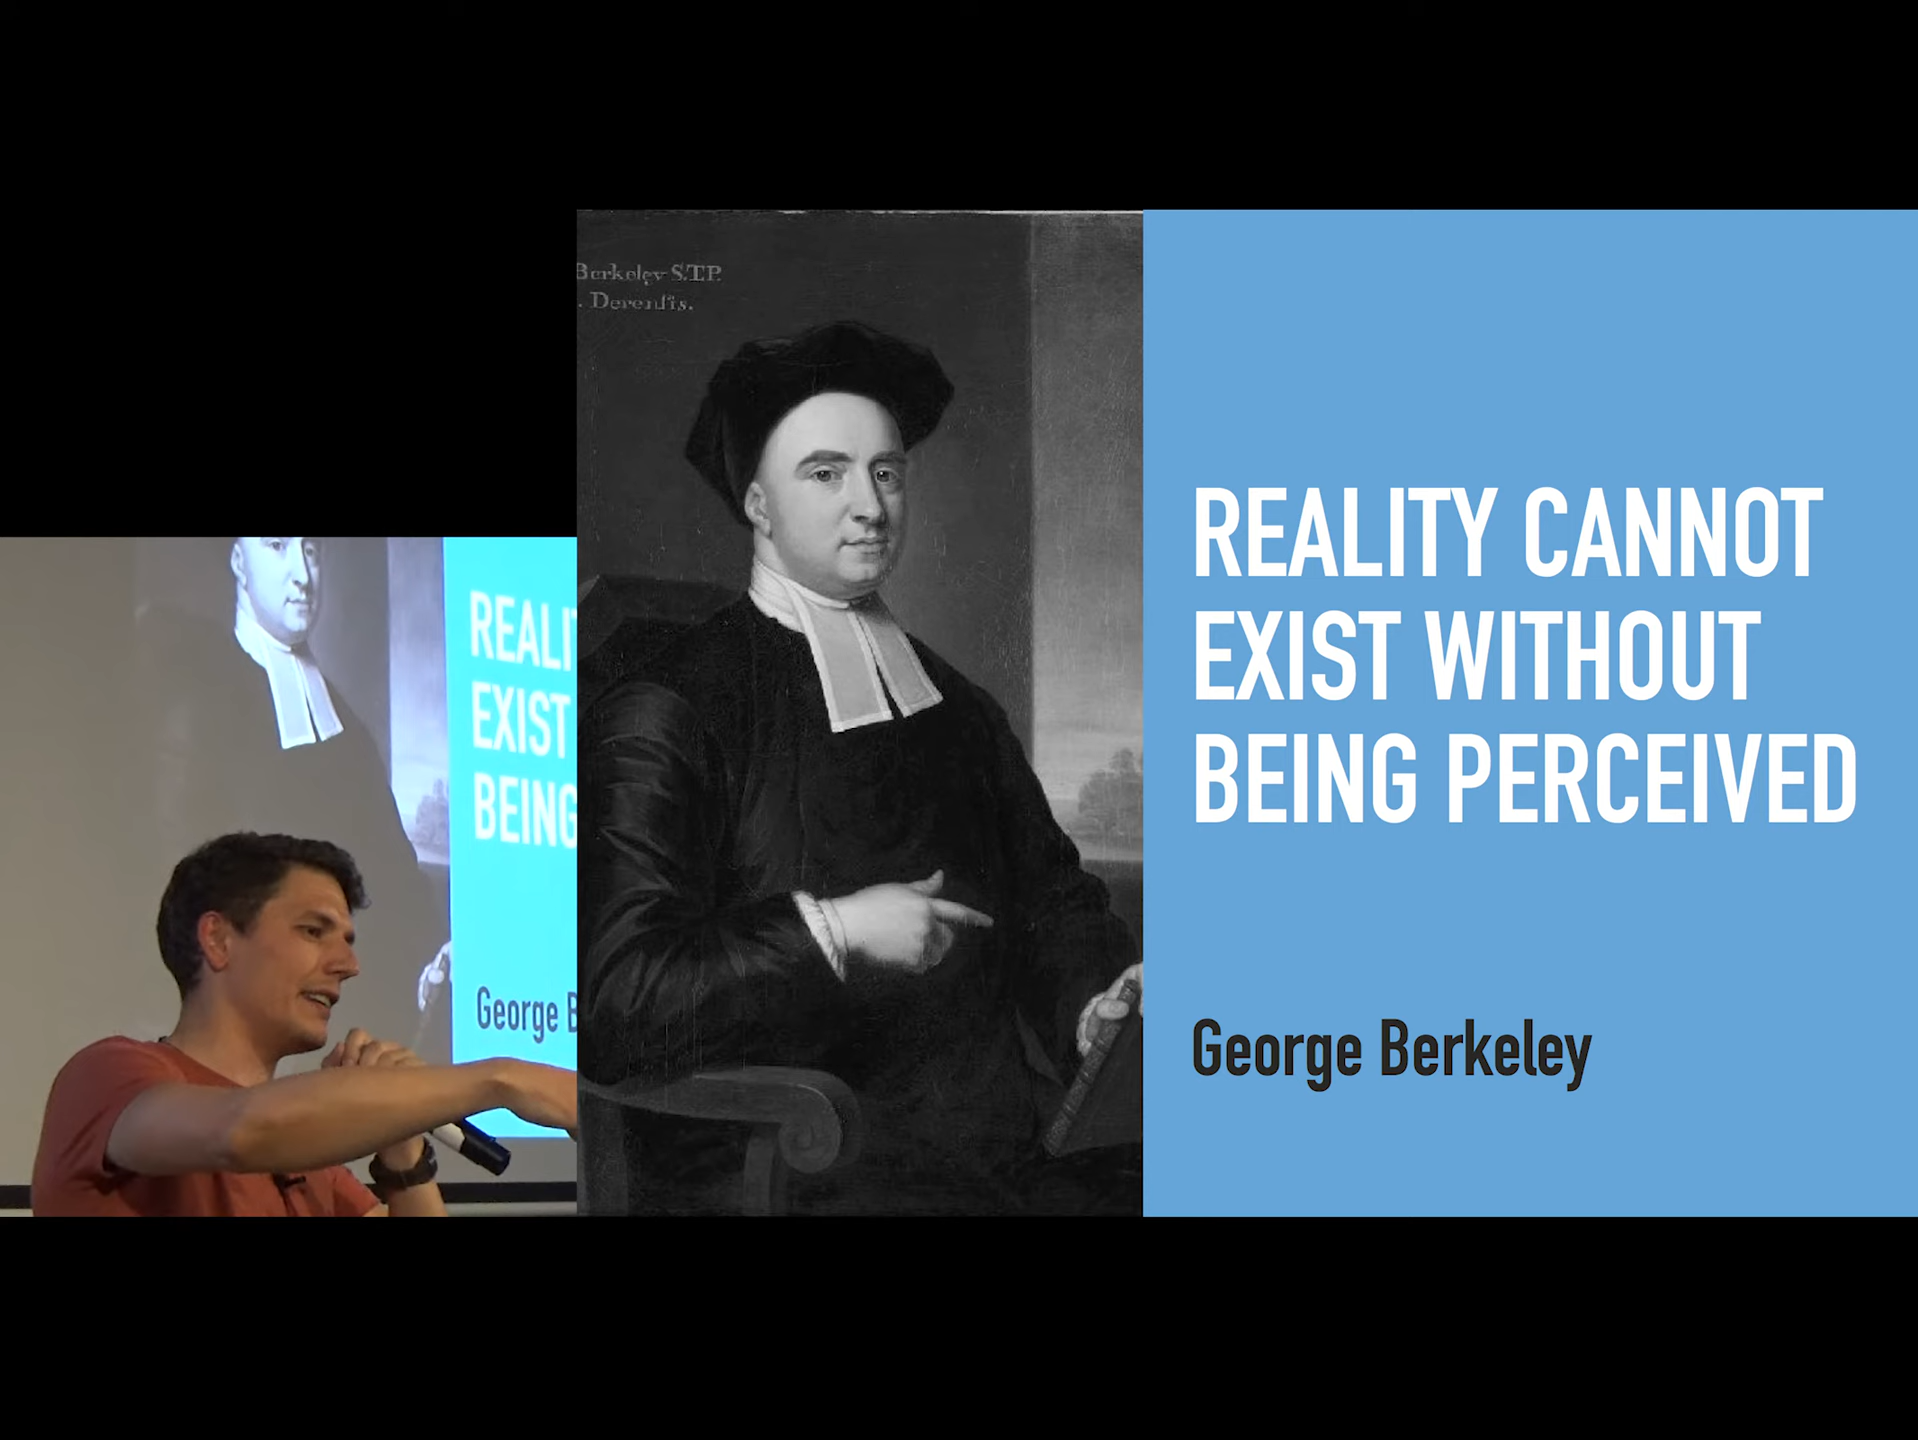 Berkeley S.T.P.
. Derensis.
REALITY CANNOT
EXIST WITHOUT
BEING PERCEIVED
George Berkeley
REALI
EXIST
BEING
George B